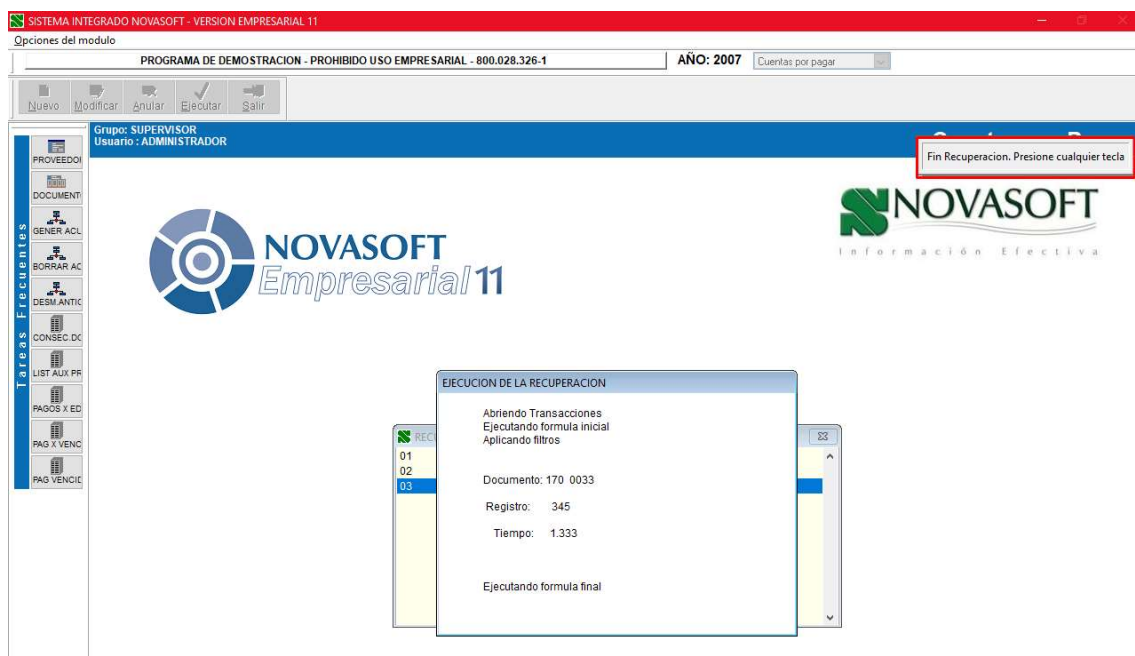 SISTEMA INTEGRADO NOVASOFT - VERSION EMPRESARIAL 11
Opciones del modulo
PROGRAMA DE DEMOSTRACION - PROHIBIDO USO EMPRESARIAL - 800.028.326-1
AÑO: 2007
Cuentas por pagar
Nuevo Modificar Anular Ejecutar Salir
Grupo: SUPERVISOR
Usuario : ADMINISTRADOR
Fin Recuperacion. Presione cualquier tecla
Tareas Frecuentes
PROVEEDOI
DOCUMENT
GENER ACL
BORRAR AC
DESM.ANTIC
CONSEC.DC
LIST AUX PR
PAGOS X ED
PAG X VENC
PAG VENCIE
NOVASOFT
Empresarial 11
NOVASOFT
Información Efectiva
RECU
01
02
03
EJECUCION DE LA RECUPERACION
Abriendo Transacciones
Ejecutando formula inicial
Aplicando filtros
Documento: 170 0033
Registro: 345
Tiempo: 1.333
Ejecutando formula final